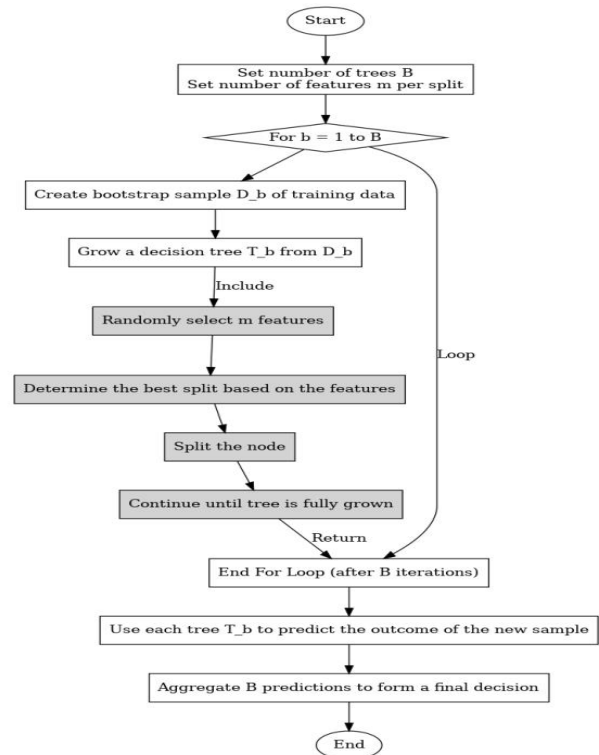 Start
Set number of trees B
Set number of features m per split
For b = 1 to B
Create bootstrap sample D_b of training data
Grow a decision tree T_b from D_b
Include
Randomly select m features
Loop
Determine the best split based on the features
Split the node
Continue until tree is fully grown
Return
End For Loop (after B iterations)
Use each tree T_b to predict the outcome of the new sample
Aggregate B predictions to form a final decision
End